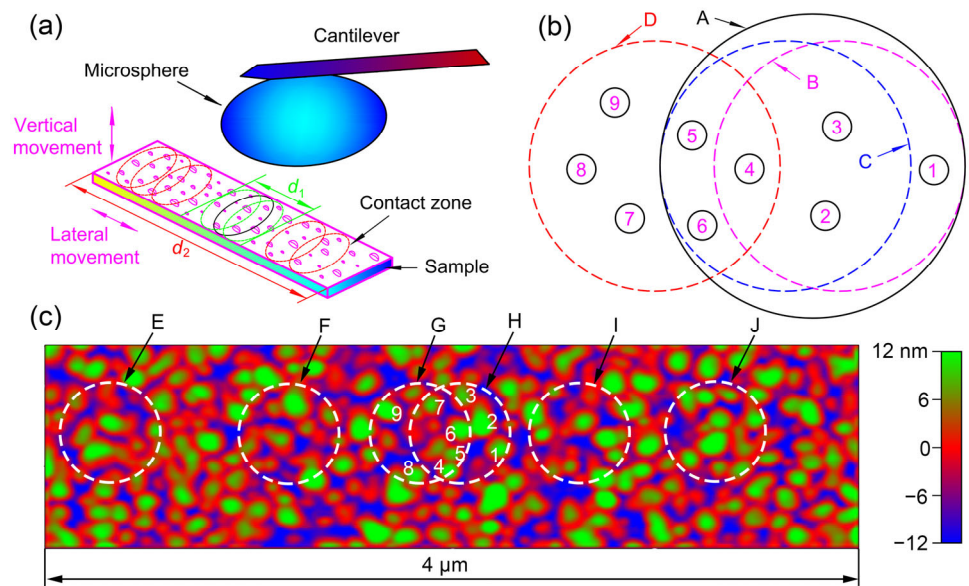 (a)
Cantilever
Microsphere
Vertical
movement
d1
Contact zone
Lateral
movement
d2
Sample
(b)
D
A
B
C
9
5
3
8
4
1
7
6
2
(c)
E
F
G
H
I
J
9
7
3
2
6
5
1
8
4
12 nm
6
0
−6
−12
4 μm